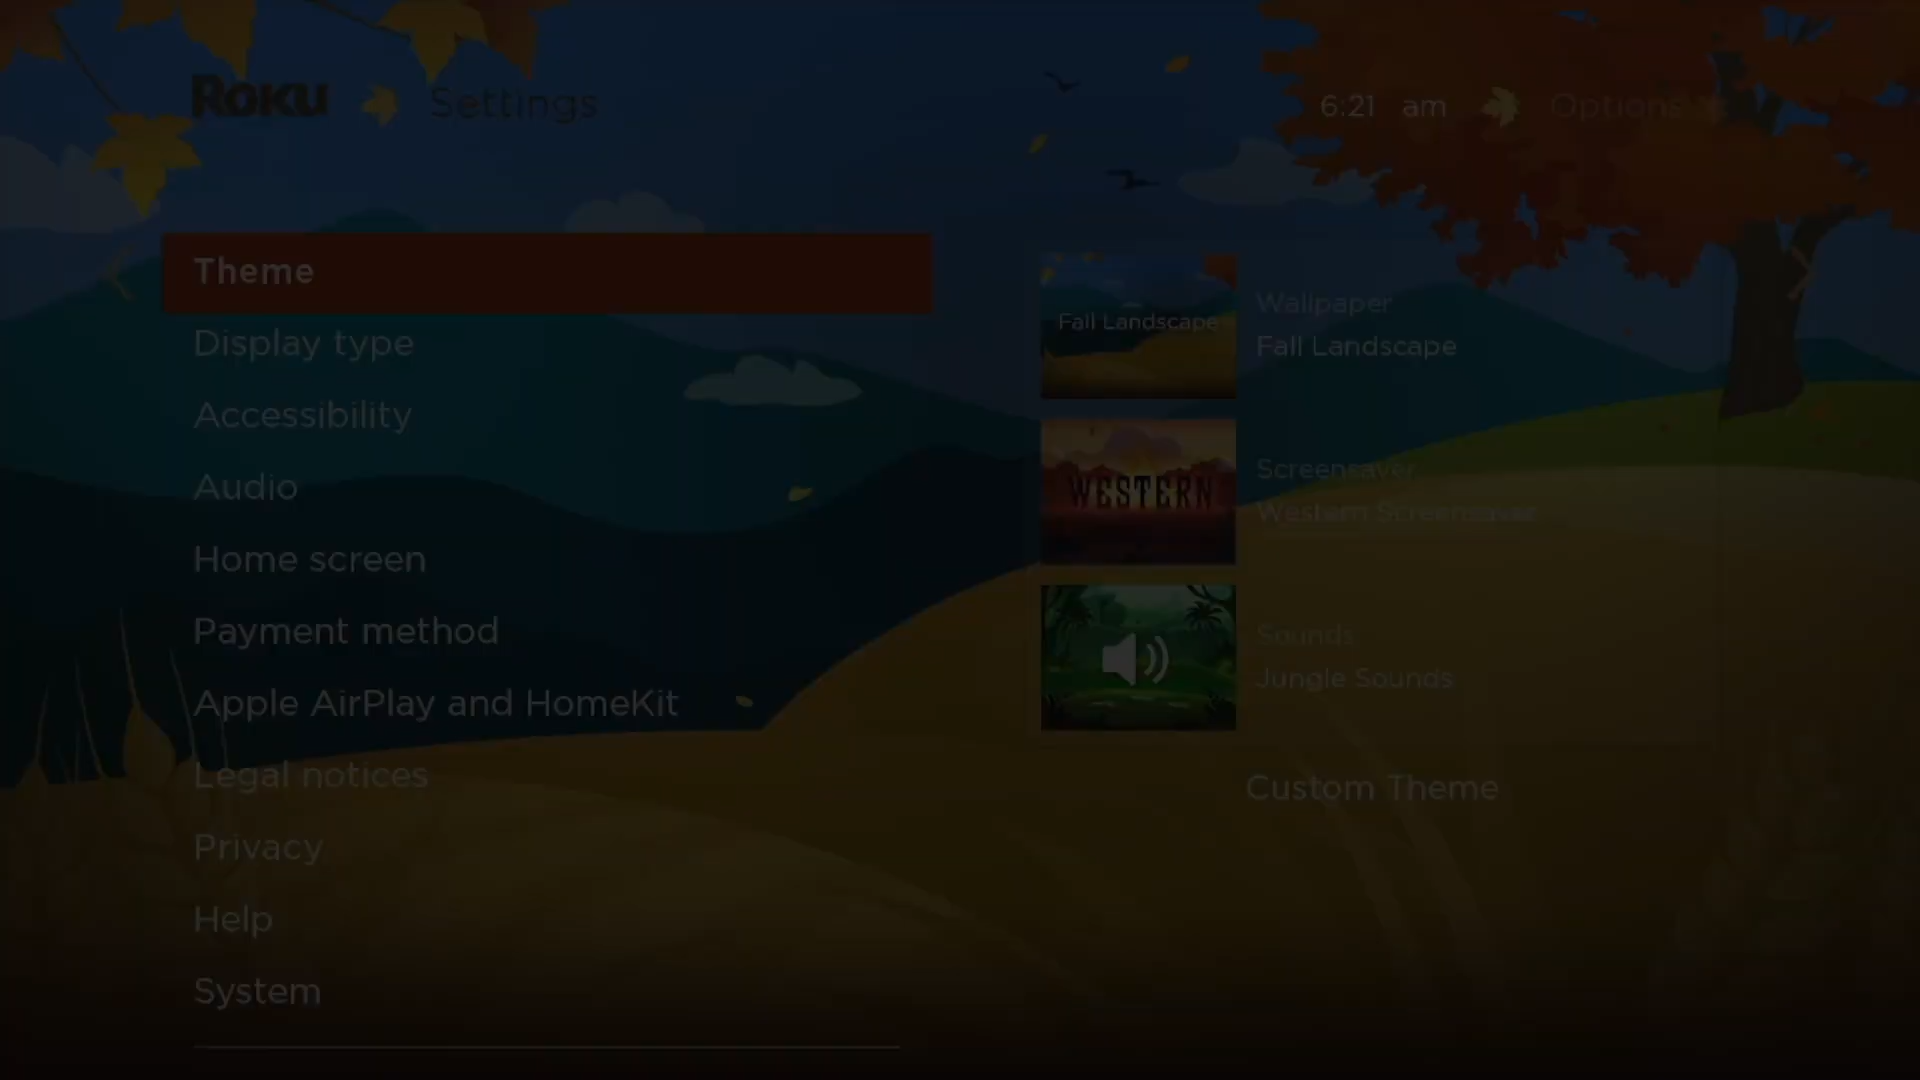 Roku Settings 6:21 am Options
Theme
Display type
Accessibility
Audio
Home screen
Payment method
Apple AirPlay and HomeKit
Legal notices
Privacy
Help
System
Fall Landscape
Wallpaper
Fall Landscape
WESTERN
Screensaver
Western Screensaver
Sounds
Jungle Sounds
Custom Theme